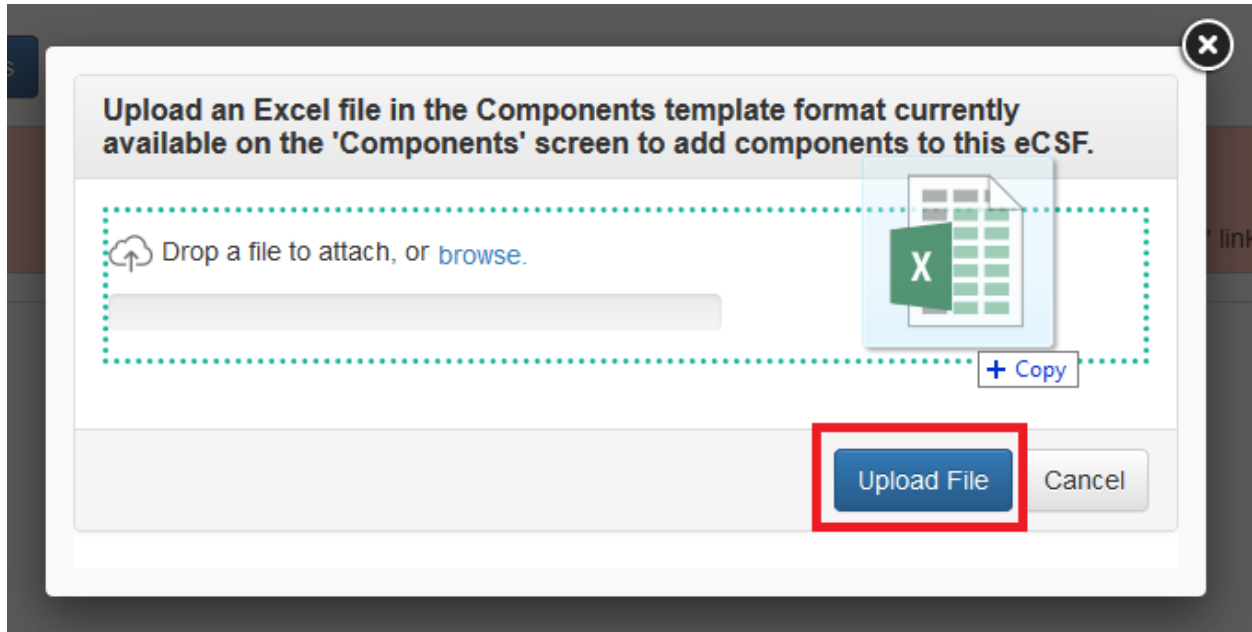 s
Upload an Excel file in the Components template format currently
available on the 'Components' screen to add components to this eCSF.
' link
Drop a file to attach, or browse.
X
+ Copy
Upload File
Cancel